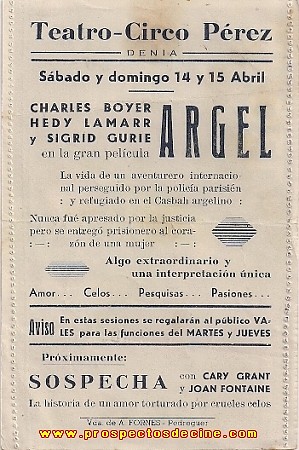 Teatro-Circo Pérez
DENIA
Sábado y domingo 14 y 15 Abril
CHARLES BOYER
HEDY LAMARR
y SIGRID GURIE
en la gran película
ARGEL
La vida de un aventurero internacio
nal perseguido por la policía parisién
: y refugiado en el Casbah argelino :
Nunca fué apresado por la justicia
pero se entregó prisionero al cora-
: — : zón de una mujer : — :
Algo extraordinario y
una interpretación única
Amor... Celos... Pesquisas... Pasiones...
Aviso En estas sesiones se regalarán al público VA-
LES para las funciones del MARTES y JUEVES
Próximamente:
SOSPECHA con CARY GRANT
y JOAN FONTAINE
La historia de un amor torturado por crueles celos
Vda. de A. FORNES - Pedreguer
www.prospectosdecine.com